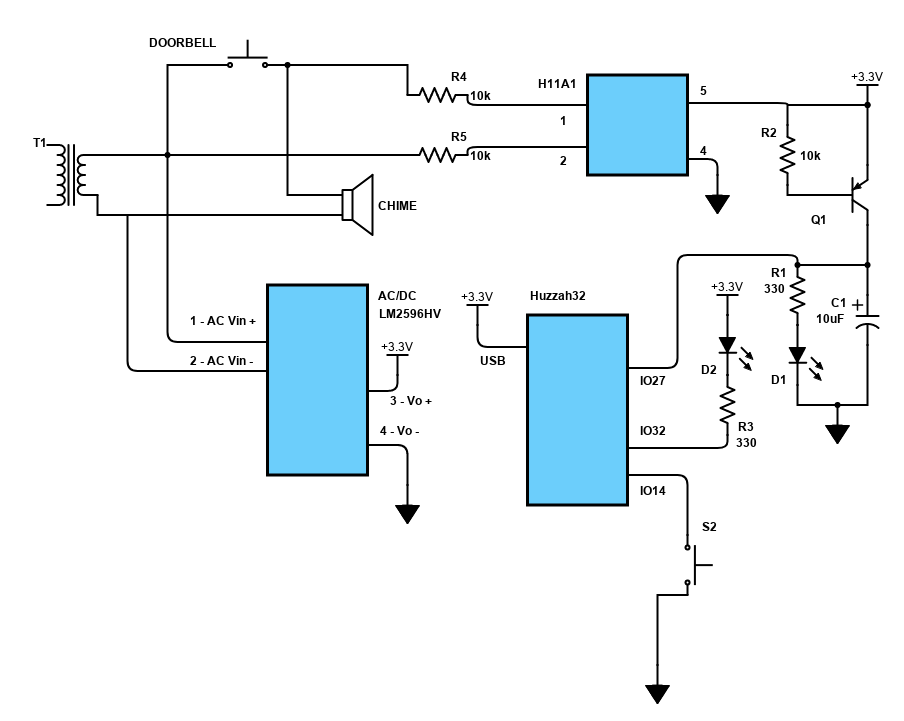 DOORBELL
R4
10k
H11A1
5
+3.3V
1
R2
10k
T1
R5
10k
2
4
CHIME
Q1
AC/DC
LM2596HV
+3.3V
Huzzah32
+3.3V
R1
330
C1
10uF
1 - AC Vin +
2 - AC Vin -
+3.3V
USB
D2
D1
IO27
3 - Vo +
4 - Vo -
IO32
R3
330
IO14
S2